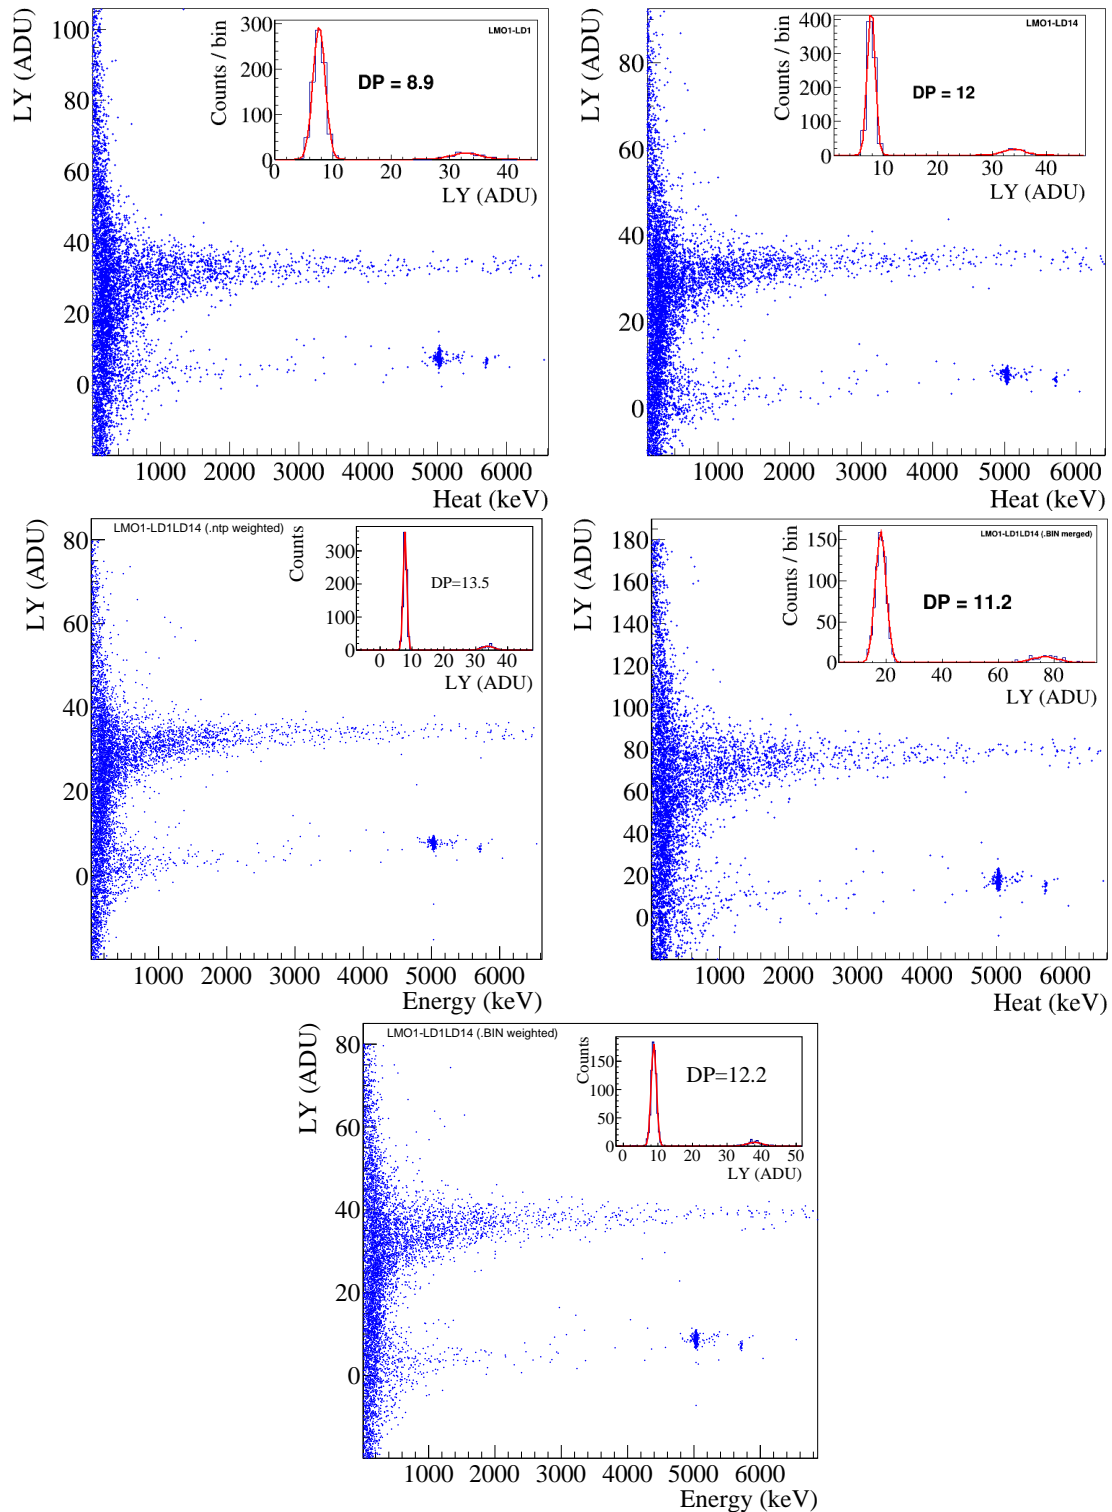 LY (ADU)
100
80
60
40
20
0
1000 2000 3000 4000 5000 6000
Heat (keV)
Counts / bin
300
200
100
0
0 10 20 30 40
LY (ADU)
LMO1-LD1
DP = 8.9
LY (ADU)
80
60
40
20
0
1000 2000 3000 4000 5000 6000
Heat (keV)
Counts / bin
400
300
200
100
0
10 20 30 40
LY (ADU)
LMO1-LD14
DP = 12
LMO1-LD1LD14 (.ntp weighted)
LY (ADU)
80
60
40
20
0
1000 2000 3000 4000 5000 6000
Energy (keV)
Counts
300
200
100
0
0 10 20 30 40
LY (ADU)
DP=13.5
LY (ADU)
180
160
140
120
100
80
60
40
20
0
1000 2000 3000 4000 5000 6000
Heat (keV)
Counts / bin
150
100
50
0
20 40 60 80
LY (ADU)
LMO1-LD1LD14 (.BIN merged)
DP = 11.2
LMO1-LD1LD14 (.BIN weighted)
LY (ADU)
80
60
40
20
0
1000 2000 3000 4000 5000 6000
Energy (keV)
Counts
150
100
50
0
0 10 20 30 40 50
LY (ADU)
DP=12.2